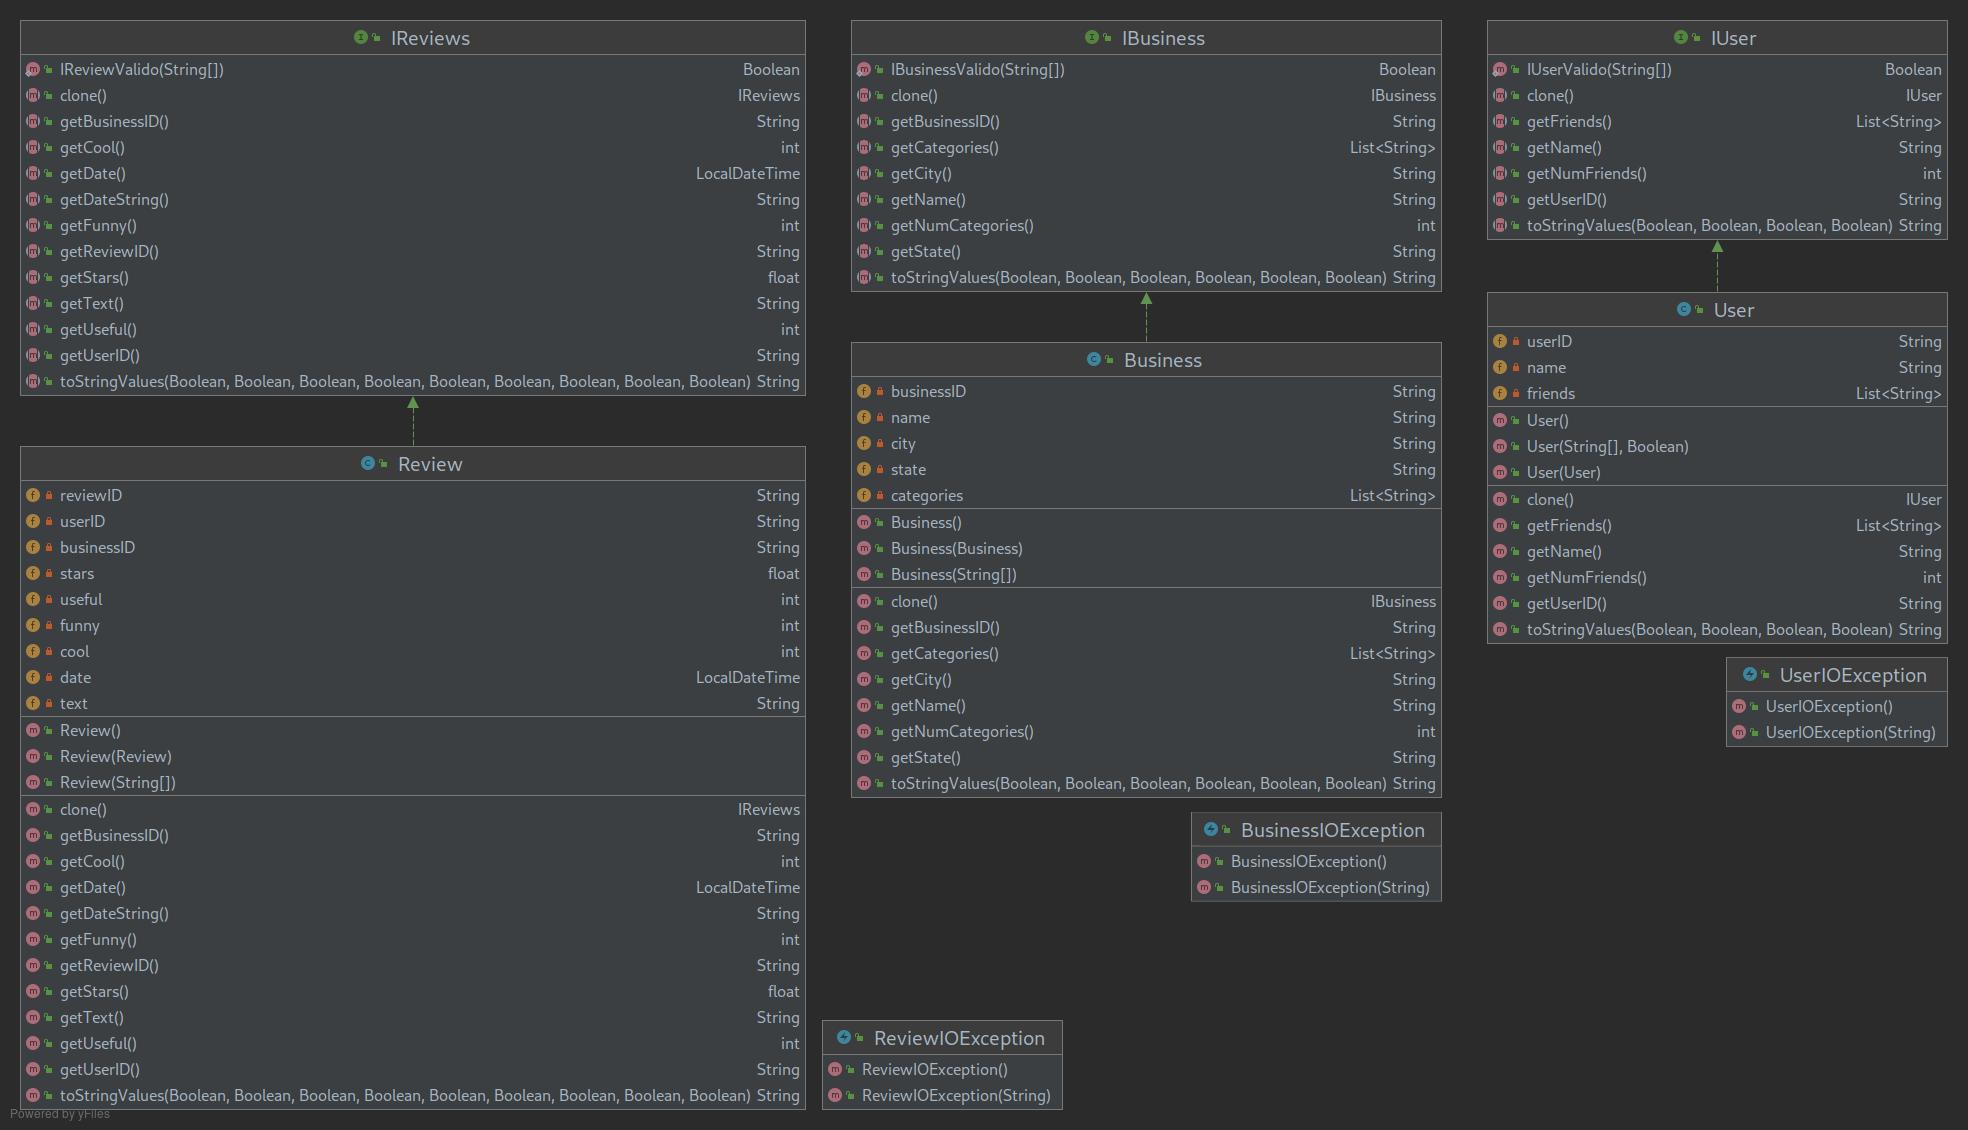 IReviews
IReviewValido(String[]) Boolean
clone() IReviews
getBusinessID() String
getCool() int
getDate() LocalDateTime
getDateString() String
getFunny() int
getReviewID() String
getStars() float
getText() String
getUseful() int
getUserID() String
toStringValues(Boolean, Boolean, Boolean, Boolean, Boolean, Boolean, Boolean, Boolean, Boolean) String
Review
reviewID String
userID String
businessID String
stars float
useful int
funny int
cool int
date LocalDateTime
text String
Review()
Review(Review)
Review(String[])
clone() IReviews
getBusinessID() String
getCool() int
getDate() LocalDateTime
getDateString() String
getFunny() int
getReviewID() String
getStars() float
getText() String
getUseful() int
getUserID() String
toStringValues(Boolean, Boolean, Boolean, Boolean, Boolean, Boolean, Boolean, Boolean, Boolean) String
Powered by yFiles
IBusiness
IBusinessValido(String[]) Boolean
clone() IBusiness
getBusinessID() String
getCategories() List<String>
getCity() String
getName() String
getNumCategories() int
getState() String
toStringValues(Boolean, Boolean, Boolean, Boolean, Boolean, Boolean) String
Business
businessID String
name String
city String
state String
categories List<String>
Business()
Business(Business)
Business(String[])
clone() IBusiness
getBusinessID() String
getCategories() List<String>
getCity() String
getName() String
getNumCategories() int
getState() String
toStringValues(Boolean, Boolean, Boolean, Boolean, Boolean, Boolean) String
BusinessIOException
BusinessIOException()
BusinessIOException(String)
ReviewIOException
ReviewIOException()
ReviewIOException(String)
IUser
IUserValido(String[]) Boolean
clone() IUser
getFriends() List<String>
getName() String
getNumFriends() int
getUserID() String
toStringValues(Boolean, Boolean, Boolean, Boolean) String
User
userID String
name String
friends List<String>
User()
User(String[], Boolean)
User(User)
clone() IUser
getFriends() List<String>
getName() String
getNumFriends() int
getUserID() String
toStringValues(Boolean, Boolean, Boolean, Boolean) String
UserIOException
UserIOException()
UserIOException(String)